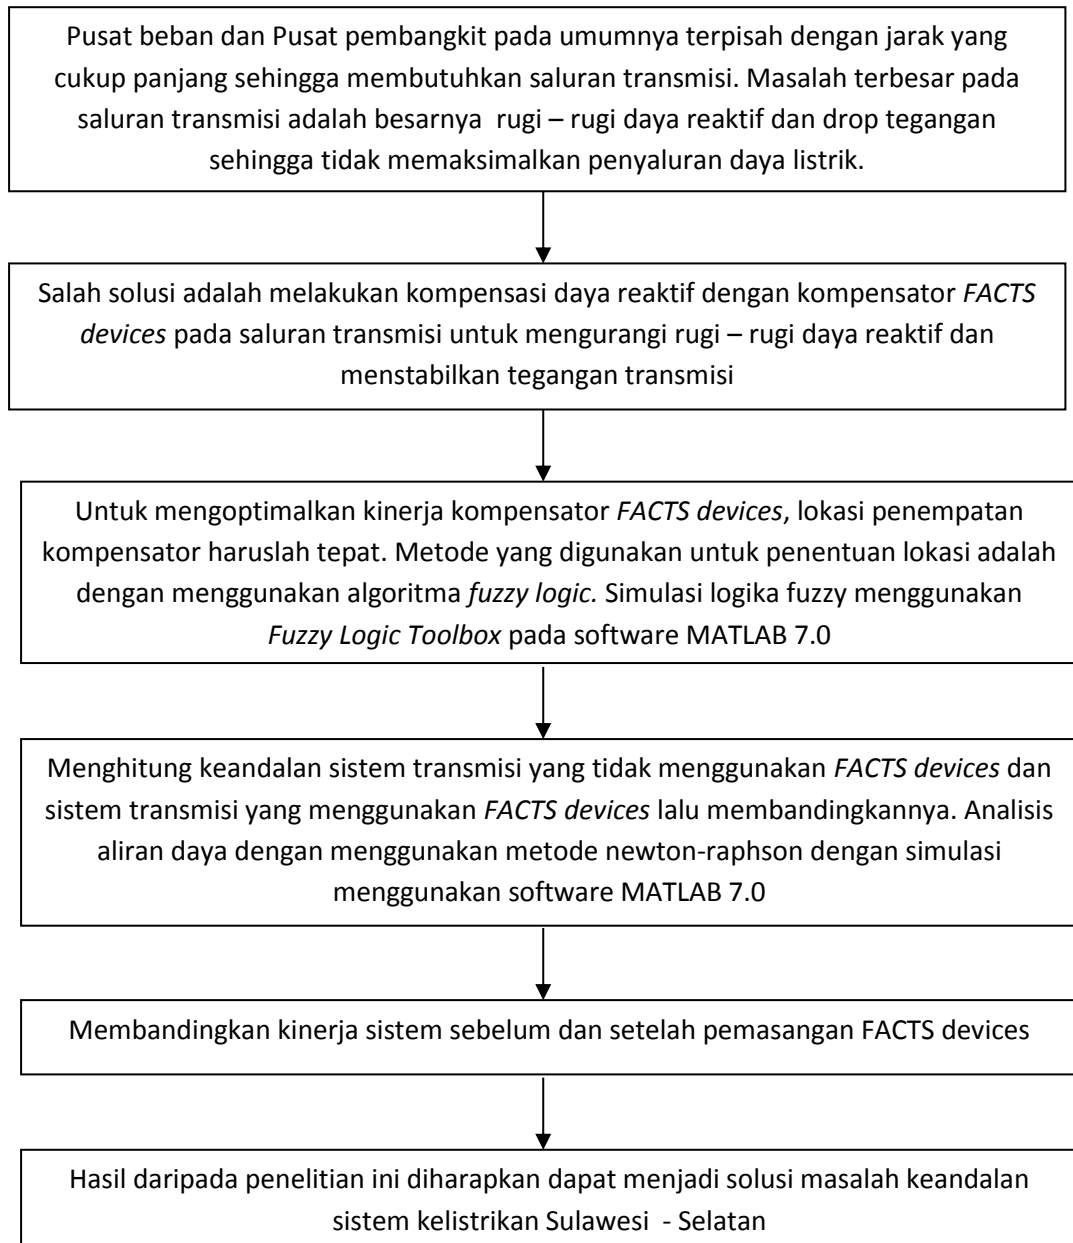 Pusat beban dan Pusat pembangkit pada umumnya terpisah dengan jarak yang
cukup panjang sehingga membutuhkan saluran transmisi. Masalah terbesar pada
saluran transmisi adalah besarnya rugi – rugi daya reaktif dan drop tegangan
sehingga tidak memaksimalkan penyaluran daya listrik.
Salah solusi adalah melakukan kompensasi daya reaktif dengan kompensator FACTS
devices pada saluran transmisi untuk mengurangi rugi – rugi daya reaktif dan
menstabilkan tegangan transmisi
Untuk mengoptimalkan kinerja kompensator FACTS devices, lokasi penempatan
kompensator haruslah tepat. Metode yang digunakan untuk penentuan lokasi adalah
dengan menggunakan algoritma fuzzy logic. Simulasi logika fuzzy menggunakan
Fuzzy Logic Toolbox pada software MATLAB 7.0
Menghitung keandalan sistem transmisi yang tidak menggunakan FACTS devices dan
sistem transmisi yang menggunakan FACTS devices lalu membandingkannya. Analisis
aliran daya dengan menggunakan metode newton-raphson dengan simulasi
menggunakan software MATLAB 7.0
Membandingkan kinerja sistem sebelum dan setelah pemasangan FACTS devices
Hasil daripada penelitian ini diharapkan dapat menjadi solusi masalah keandalan
sistem kelistrikan Sulawesi - Selatan